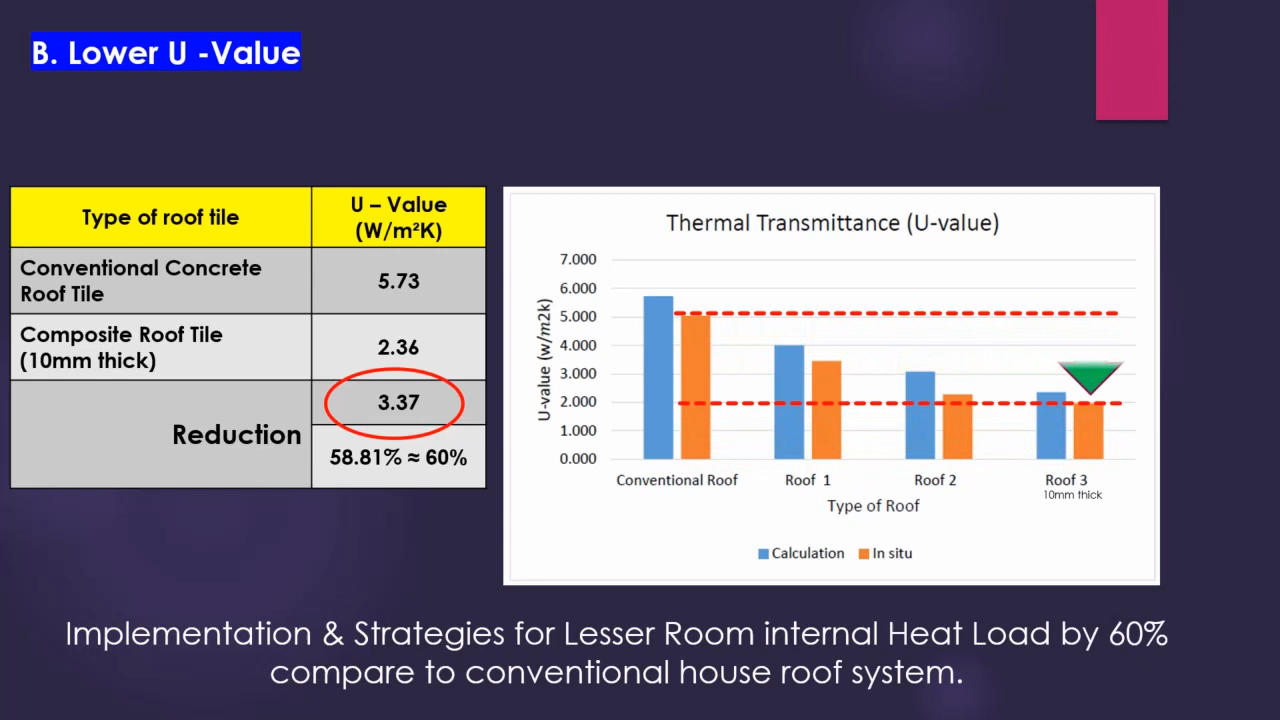 B. Lower U -Value
Type of roof tile
U – Value
(W/m²K)
Conventional Concrete
Roof Tile
5.73
Composite Roof Tile
(10mm thick)
2.36
Reduction
3.37
58.81% ≈ 60%
Thermal Transmittance (U-value)
U-value (w/m2k)
7.000
6.000
5.000
4.000
3.000
2.000
1.000
0.000
Conventional Roof
Roof 1
Roof 2
Roof 3
10mm thick
Type of Roof
Calculation
In situ
Implementation & Strategies for Lesser Room internal Heat Load by 60%
compare to conventional house roof system.